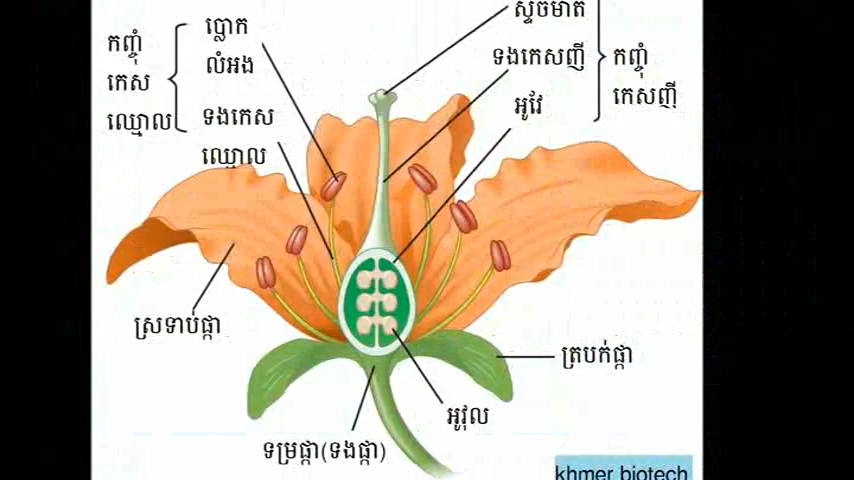 កញ្ចុំ
កេស
ឈ្មោល
ប្លោក
លំអង
ទងកេស
ឈ្មោល
ស្ទិចមាត
ទងកេសញី
អូវែ
កញ្ចុំ
កេសញី
ស្រទាប់ផ្កា
ត្របក់ផ្កា
អូវុល
ទម្រផ្កា(ទងផ្កា)
khmer biotech